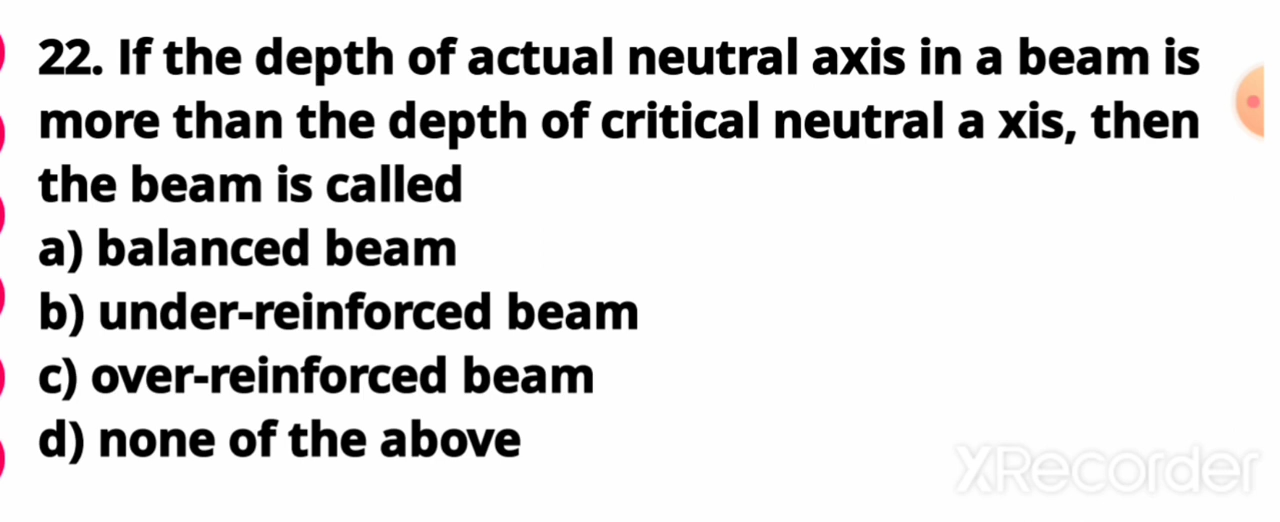 22. If the depth of actual neutral axis in a beam is
more than the depth of critical neutral a xis, then
the beam is called
a) balanced beam
b) under-reinforced beam
c) over-reinforced beam
d) none of the above
XRecorder